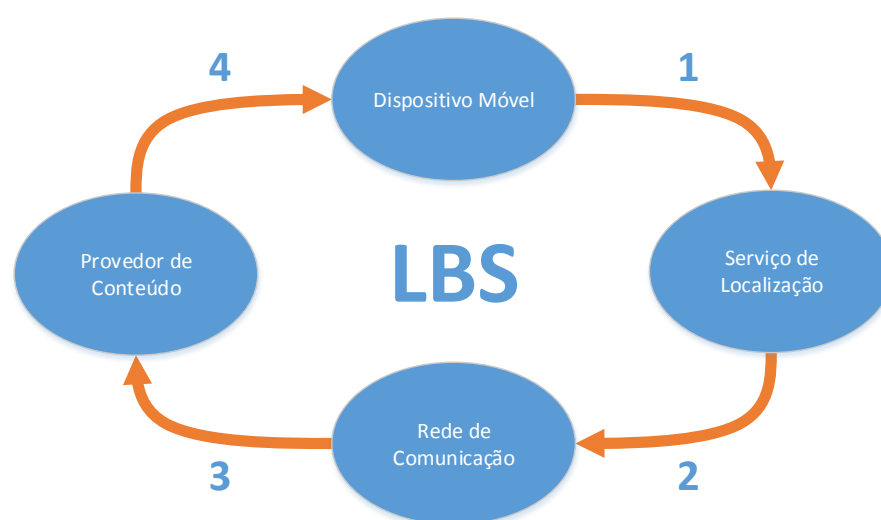 4
1
Dispositivo Móvel
Provedor de
Conteúdo
LBS
Serviço de
Localização
Rede de
Comunicação
3
2